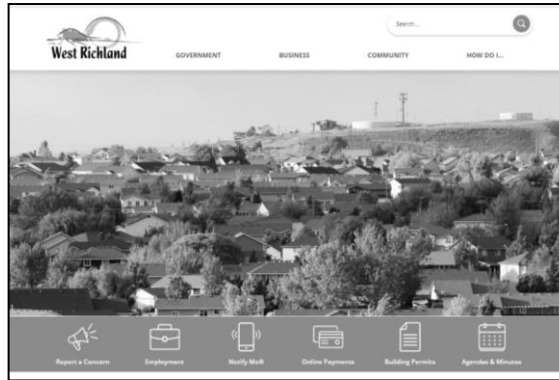 Search...
West Richland
GOVERNMENT BUSINESS COMMUNITY HOW DO I...
Report a Concern Employment Notify Me® Online Payments Building Permits Agendas & Minutes